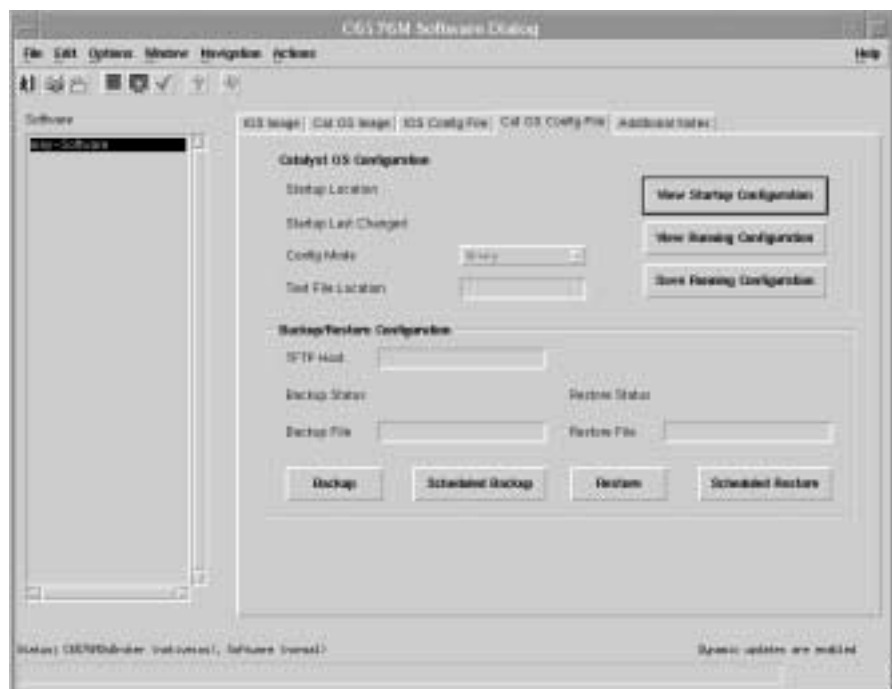 C6576M Software Dialog
File Edit Options Window Navigation Actions Help
Software
IOS Image Cat OS Image IOS Config File Cat OS Config File Additional Notes
Catalyst OS Configuration
Startup Location
View Startup Configuration
Startup Last Changed
View Running Configuration
Config Mode Binary
Text File Location
Save Running Configuration
Backup/Restore Configuration
TFTP Host
Backup Status Restore Status
Backup File Restore File
Backup Scheduled Backup Restore Scheduled Restore
Software (normal) Dynamic updates are enabled